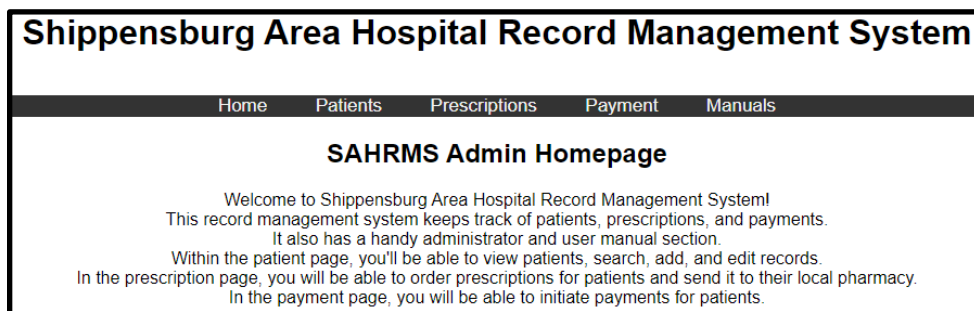 Shippensburg Area Hospital Record Management System
Home Patients Prescriptions Payment Manuals
SAHRMS Admin Homepage
Welcome to Shippensburg Area Hospital Record Management System!
This record management system keeps track of patients, prescriptions, and payments.
It also has a handy administrator and user manual section.
Within the patient page, you'll be able to view patients, search, add, and edit records.
In the prescription page, you will be able to order prescriptions for patients and send it to their local pharmacy.
In the payment page, you will be able to initiate payments for patients.